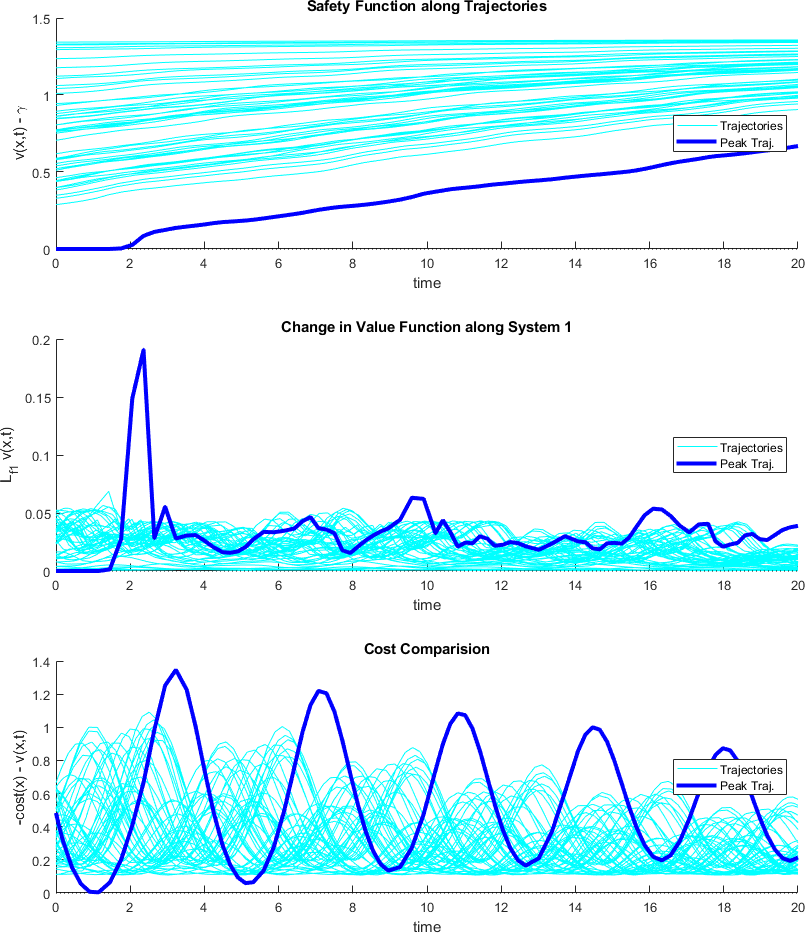 Safety Function along Trajectories
v(x,t) - γ
1.5
1
0.5
0
0 2 4 6 8 10 12 14 16 18 20
time
Trajectories
Peak Traj.
Change in Value Function along System 1
L_f1 v(x,t)
0.2
0.15
0.1
0.05
0
0 2 4 6 8 10 12 14 16 18 20
time
Trajectories
Peak Traj.
Cost Comparision
-cost(x) - v(x,t)
1.4
1.2
1
0.8
0.6
0.4
0.2
0
0 2 4 6 8 10 12 14 16 18 20
time
Trajectories
Peak Traj.